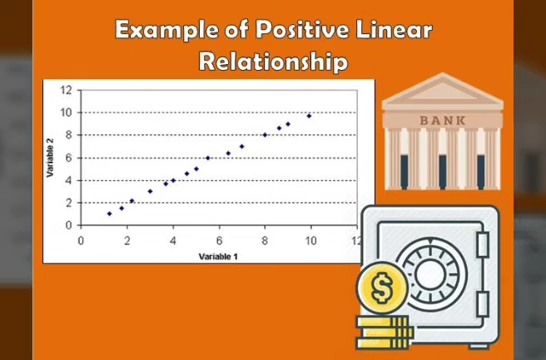 Example of Positive Linear
Relationship
12
10
8
6
4
2
0
0 2 4 6 8 10 12
Variable 2
Variable 1
BANK
$